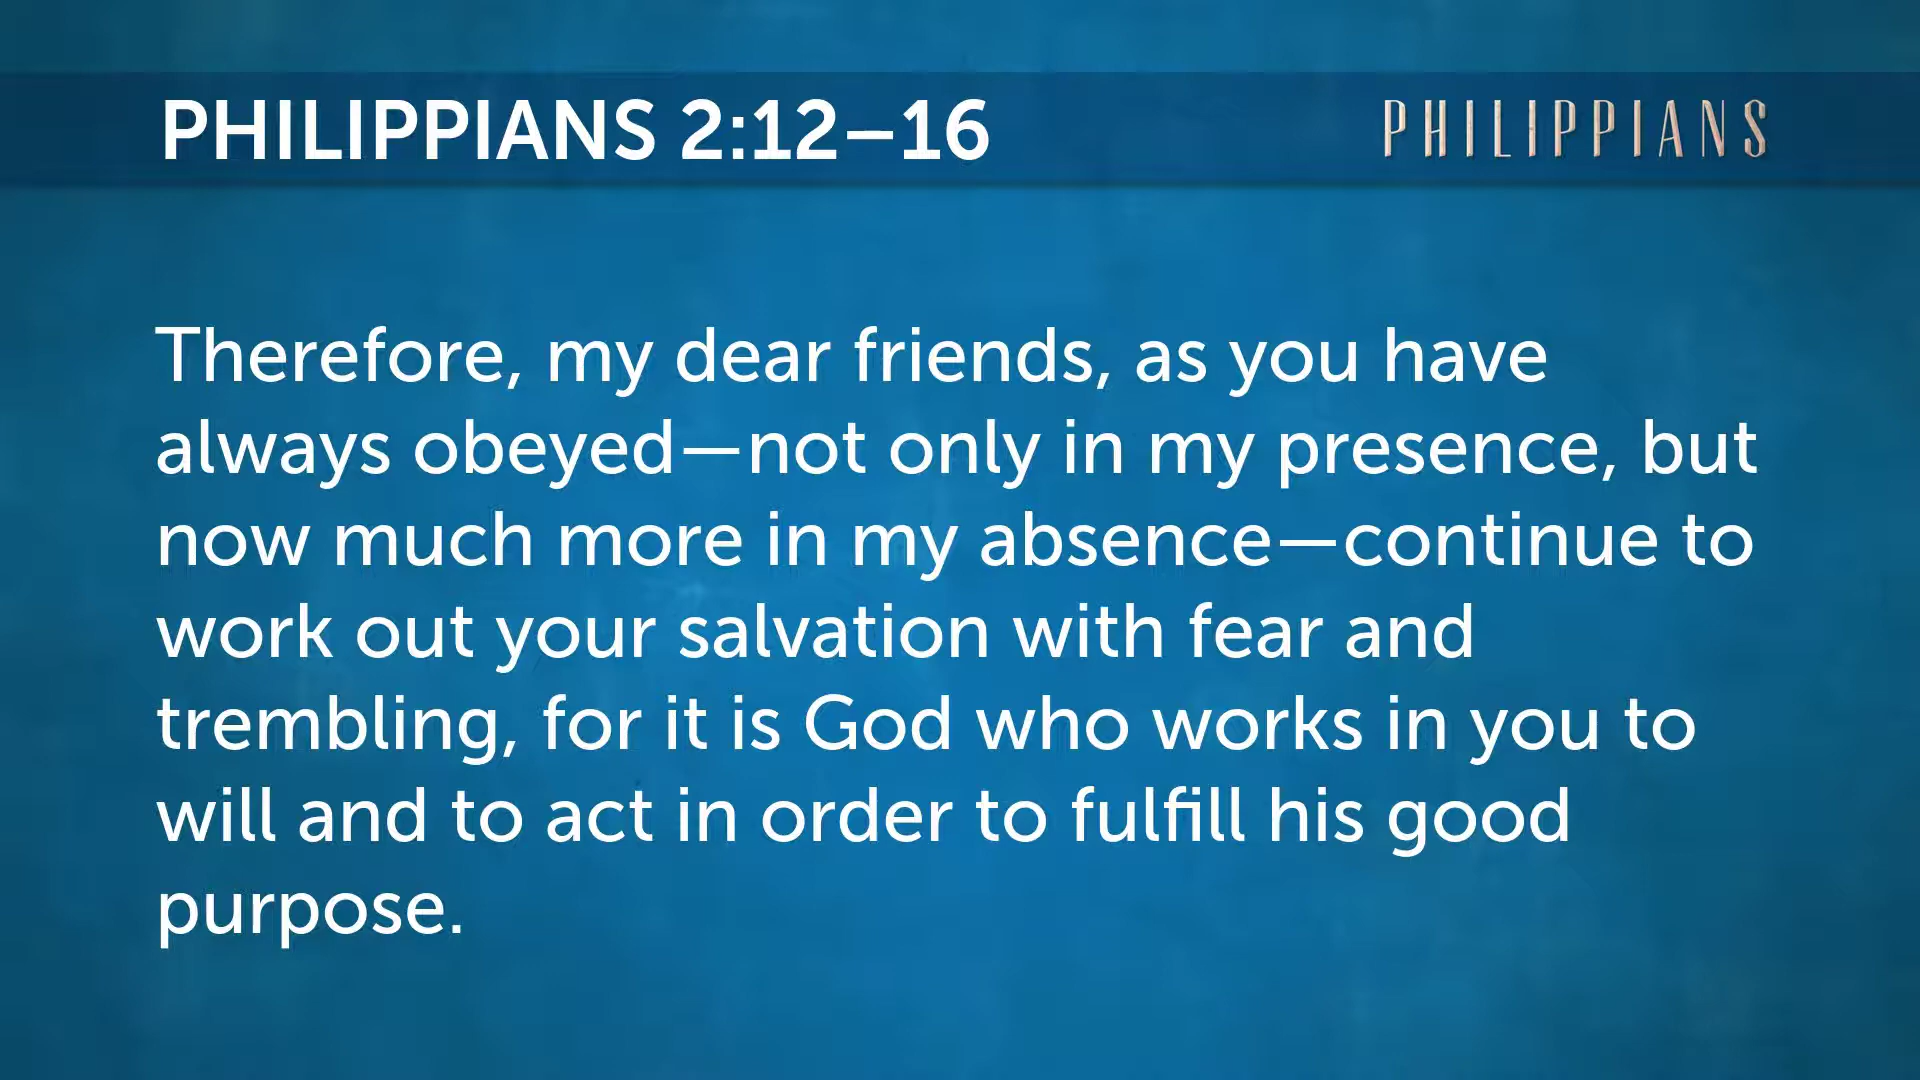 PHILIPPIANS 2:12–16
PHILIPPIANS
Therefore, my dear friends, as you have
always obeyed—not only in my presence, but
now much more in my absence—continue to
work out your salvation with fear and
trembling, for it is God who works in you to
will and to act in order to fulfill his good
purpose.